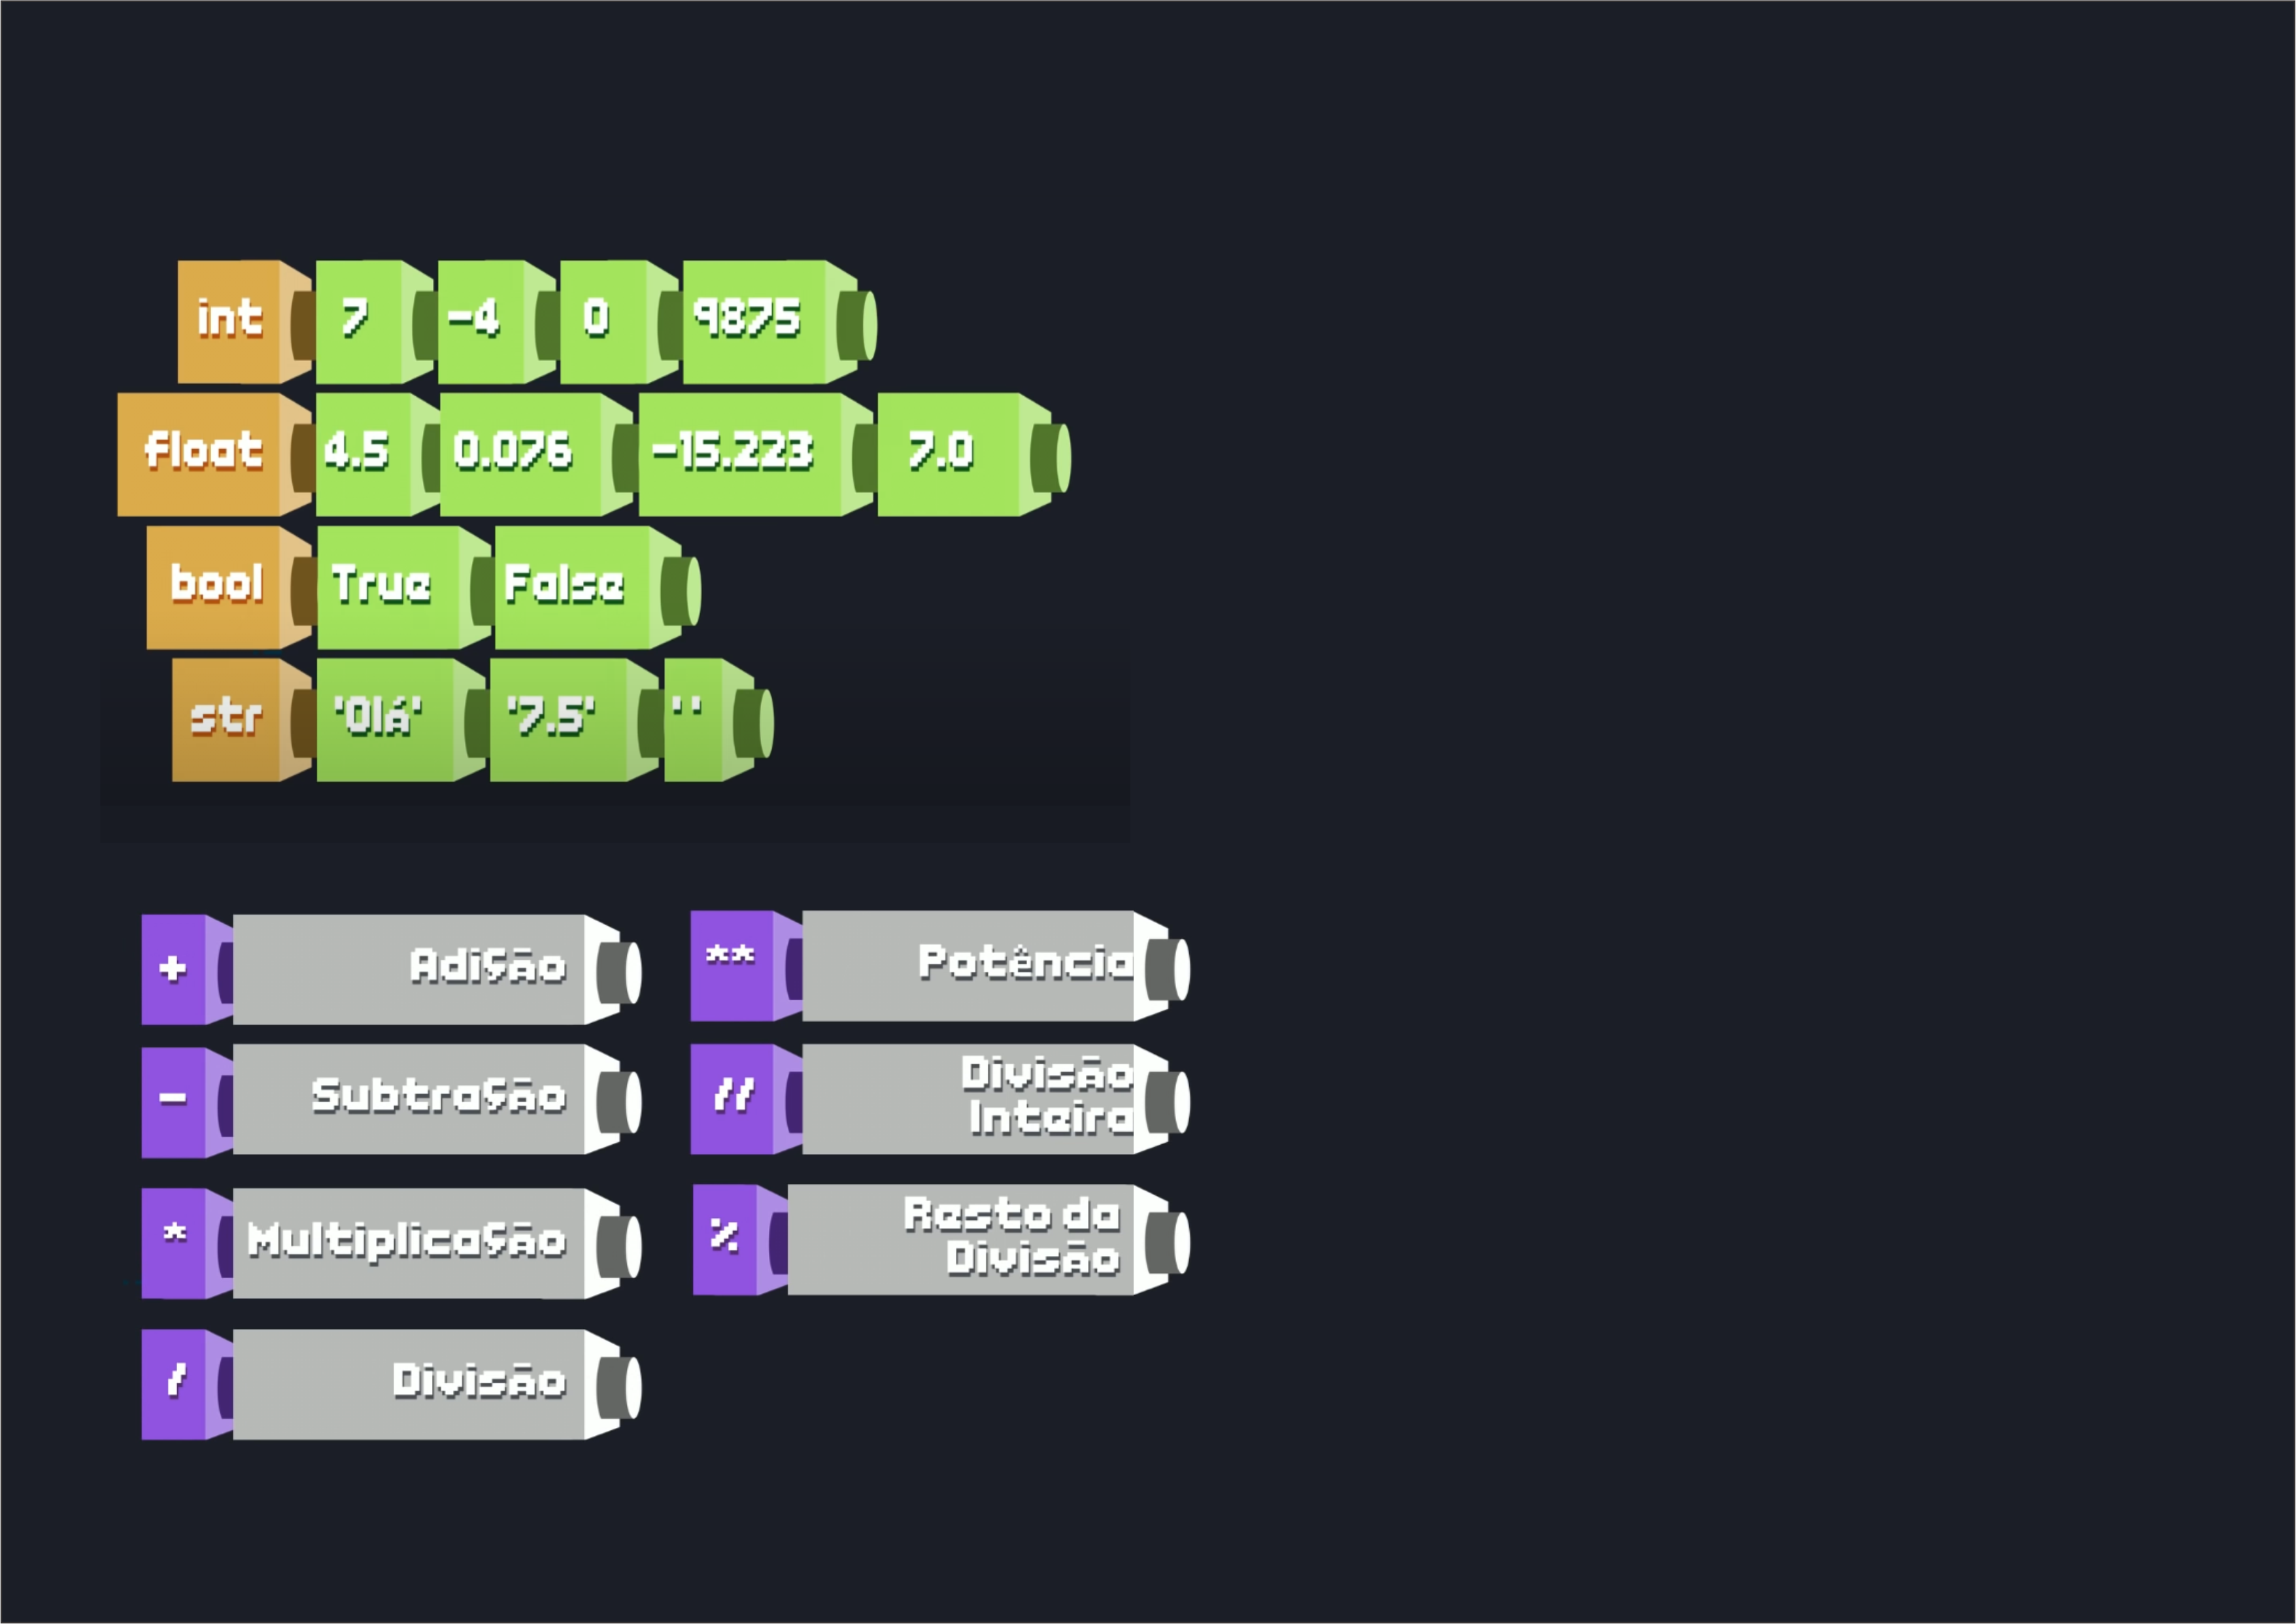 int 7 -4 0 9875
float 4.5 0.076 -15.223 7.0
bool True False
str 'Olá' '7.5' ''
+ Adição
- Subtração
* Multiplicação
/ Divisão
** Potência
// Divisão
Inteira
% Resto da
Divisão